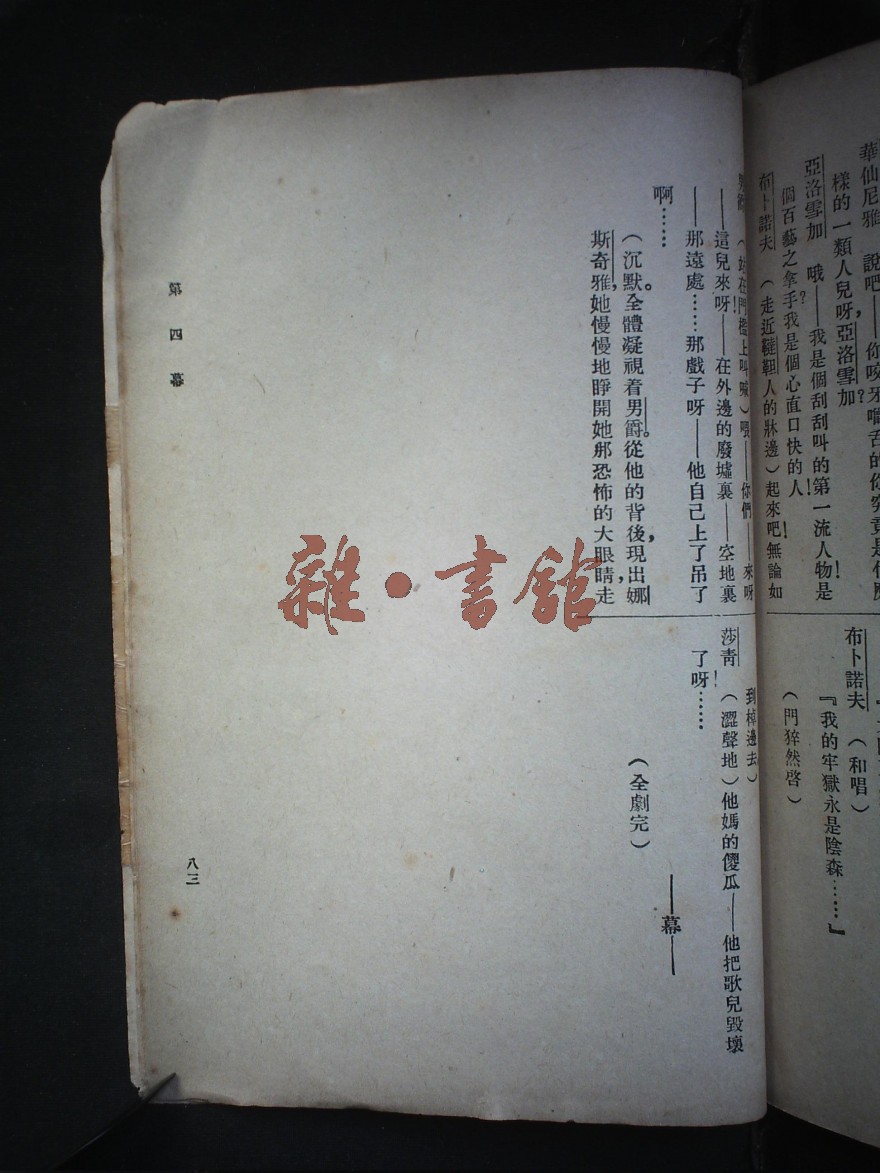 華仙尼雅 說吧——你咬牙嚼舌的你究竟是什麼
樣的一類人兒呀,亞洛雪加?
亞洛雪加 哦——我是個刮刮叫的第一流人物!是
個百藝之拿手?我是個心直口快的人!
布卜諾夫 (走近韃靼人的牀邊)起來吧!無論如
布卜諾夫 (和唱)
『我的牢獄永是陰森……』
(門猝然啓)
(站在門檻上叫喊)喂——你們——來呀
——這兒來呀!——在外邊的廢墟裏——空地裏
——那遠處……那戲子呀——他自己上了吊了
啊……
(沉默。全體凝視着男爵。從他的背後,現出娜
斯奇雅,她慢慢地睜開她那恐怖的大眼睛,走
到棹邊去)
莎靑 (澀聲地)他媽的傻瓜——他把歌兒毀壞
了呀!……
——幕——
(全劇完)
第四幕
八三
雜·書館